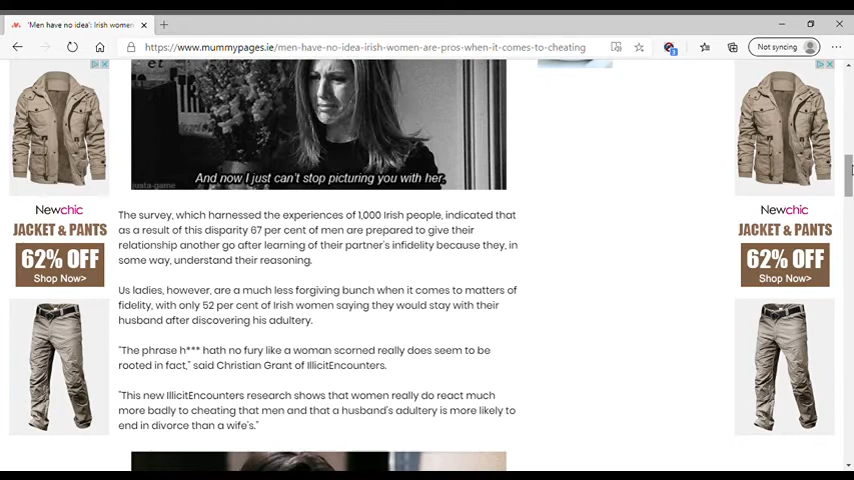 'Men have no idea': Irish women
Not syncing
https://www.mummypages.ie/men-have-no-idea-irish-women-are-pros-when-it-comes-to-cheating
3
And now I just can't stop picturing you with her.
The survey, which harnessed the experiences of 1,000 Irish people, indicated that
as a result of this disparity 67 per cent of men are prepared to give their
relationship another go after learning of their partner's infidelity because they, in
some way, understand their reasoning.
Us ladies, however, are a much less forgiving bunch when it comes to matters of
fidelity, with only 52 per cent of Irish women saying they would stay with their
husband after discovering his adultery.
"The phrase h*** hath no fury like a woman scorned really does seem to be
rooted in fact," said Christian Grant of IllicitEncounters.
"This new IllicitEncounters research shows that women really do react much
more badly to cheating that men and that a husband's adultery is more likely to
end in divorce than a wife's."
Newchic
JACKET & PANTS
62% OFF
Shop Now>
Newchic
JACKET & PANTS
62% OFF
Shop Now>